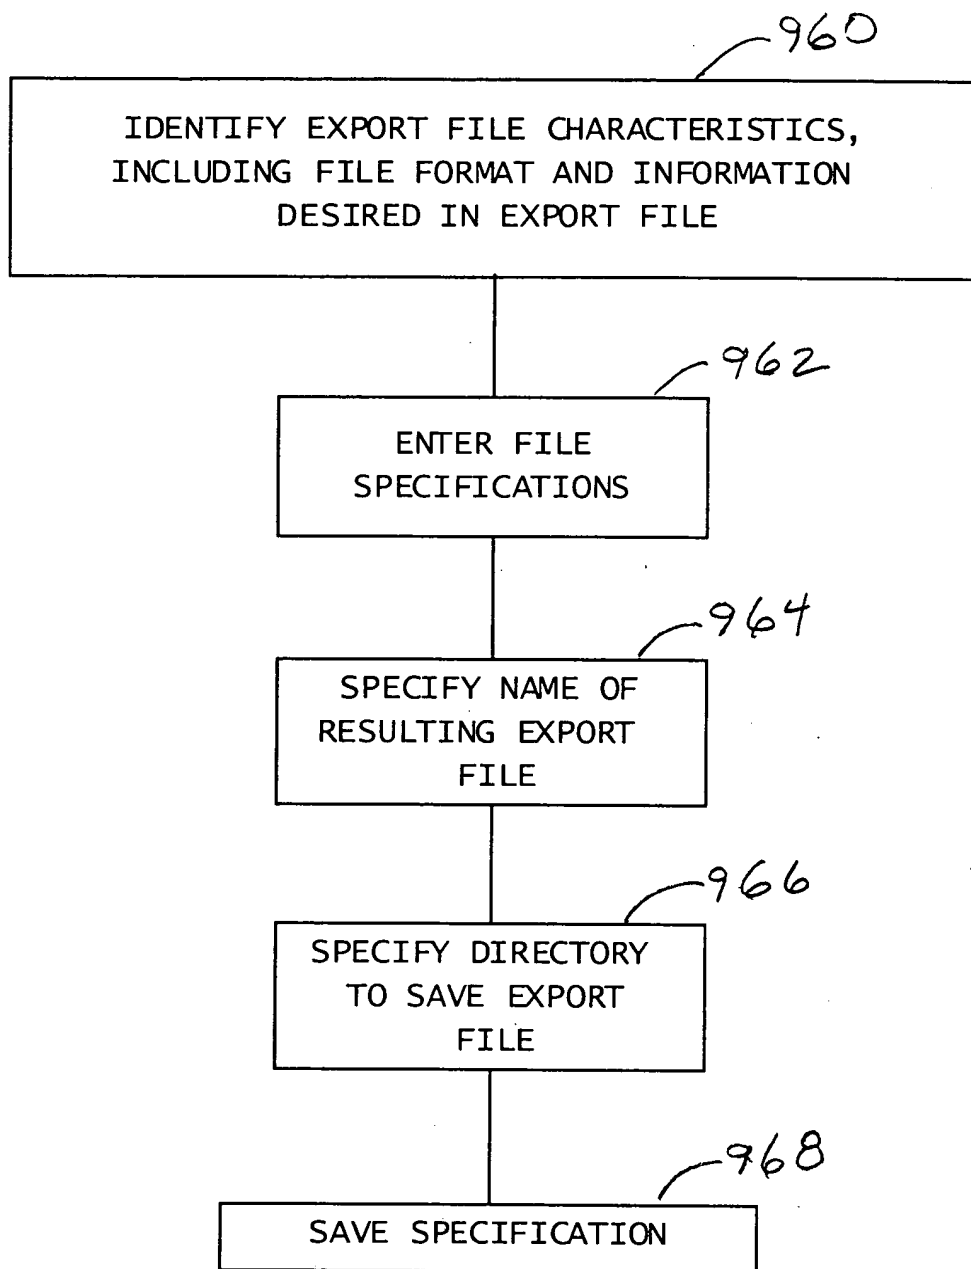 960
IDENTIFY EXPORT FILE CHARACTERISTICS,
INCLUDING FILE FORMAT AND INFORMATION
DESIRED IN EXPORT FILE
962
ENTER FILE
SPECIFICATIONS
964
SPECIFY NAME OF
RESULTING EXPORT
FILE
966
SPECIFY DIRECTORY
TO SAVE EXPORT
FILE
968
SAVE SPECIFICATION